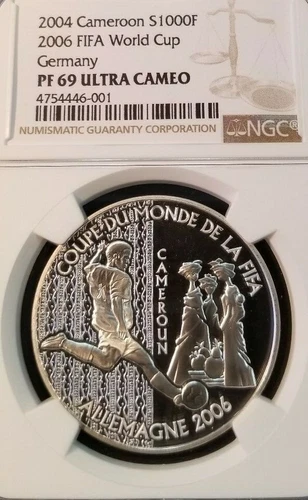 2004 Cameroon S1000F
2006 FIFA World Cup
Germany
PF 69 ULTRA CAMEO
4754446-001
NUMISMATIC GUARANTY CORPORATION
NGC®
COUPE DU MONDE DE LA FIFA
CAMEROUN
ALLEMAGNE 2006